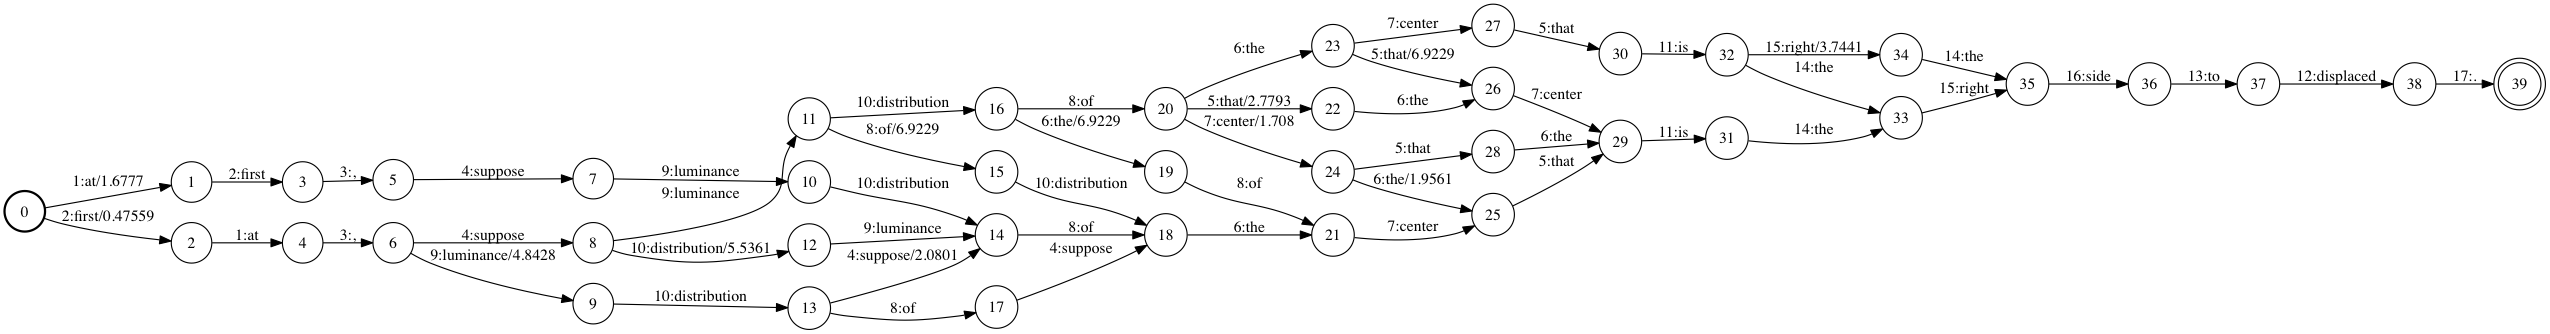 0
1:at/1.6777
2:first/0.47559
1
2
2:first
1:at
3
4
3:,
3:,
5
6
4:suppose
4:suppose
9:luminance/4.8428
7
8
9
9:luminance
9:luminance
10:distribution/5.5361
10:distribution
11
10
12
13
10:distribution
8:of/6.9229
10:distribution
9:luminance
4:suppose/2.0801
8:of
16
15
14
17
8:of
6:the/6.9229
10:distribution
8:of
4:suppose
20
19
18
6:the
5:that/2.7793
7:center/1.708
8:of
6:the
23
22
24
21
7:center
5:that/6.9229
6:the
5:that
6:the/1.9561
7:center
27
26
28
25
5:that
7:center
6:the
5:that
30
29
11:is
11:is
32
31
15:right/3.7441
14:the
14:the
34
33
14:the
15:right
35
16:side
36
13:to
37
12:displaced
38
17:.
39